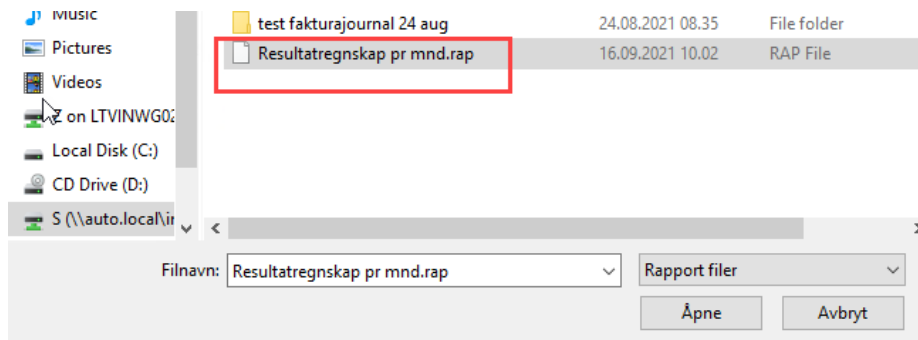 Music
Pictures
Videos
Z on LTVINWG02
Local Disk (C:)
CD Drive (D:)
S (\\auto.local\in
test fakturajournal 24 aug 24.08.2021 08.35 File folder
Resultatregnskap pr mnd.rap 16.09.2021 10.02 RAP File
Filnavn: Resultatregnskap pr mnd.rap Rapport filer
Åpne Avbryt